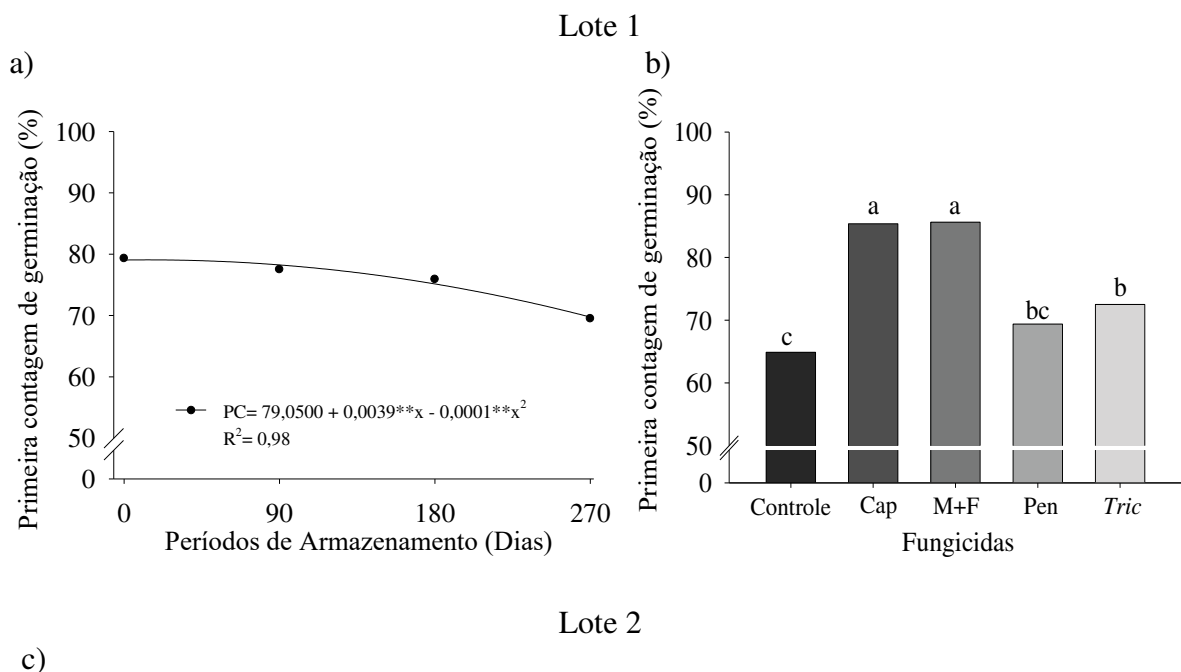 Lote 1
a)
Primeira contagem de germinação (%)
100
90
80
70
60
50
0
PC= 79,0500 + 0,0039**x - 0,0001**x²
R²= 0,98
0 90 180 270
Períodos de Armazenamento (Dias)
b)
Primeira contagem de germinação (%)
100
90
80
70
60
50
0
c a a bc b
Controle Cap M+F Pen Tric
Fungicidas
Lote 2
c)